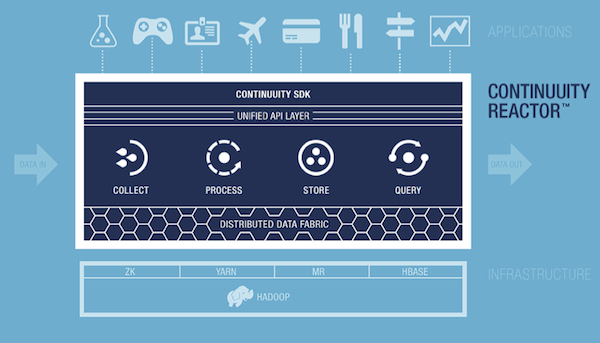 APPLICATIONS
CONTINUUITY SDK
UNIFIED API LAYER
CONTINUUITY
REACTOR™
DATA IN
COLLECT PROCESS STORE QUERY
DATA OUT
DISTRIBUTED DATA FABRIC
ZK YARN MR HBASE
INFRASTRUCTURE
HADOOP